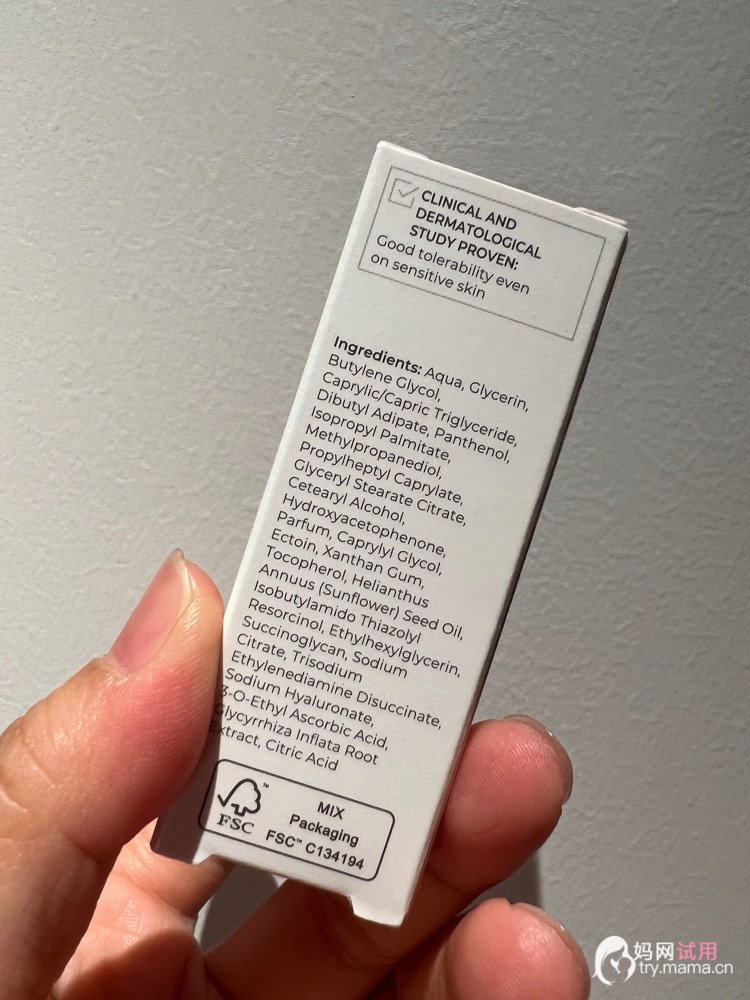 CLINICAL AND
DERMATOLOGICAL
STUDY PROVEN:
Good tolerability even
on sensitive skin
Ingredients: Aqua, Glycerin,
Butylene Glycol,
Caprylic/Capric Triglyceride,
Dibutyl Adipate, Panthenol,
Isopropyl Palmitate,
Methylpropanediol,
Propylheptyl Caprylate,
Glyceryl Stearate Citrate,
Cetearyl Alcohol,
Hydroxyacetophenone,
Parfum, Caprylyl Glycol,
Ectoin, Xanthan Gum,
Tocopherol, Helianthus
Annuus (Sunflower) Seed Oil,
Isobutylamido Thiazolyl
Resorcinol, Ethylhexylglycerin,
Succinoglycan, Sodium
Citrate, Trisodium
Ethylenediamine Disuccinate,
Sodium Hyaluronate,
3-O-Ethyl Ascorbic Acid,
Glycyrrhiza Inflata Root
Extract, Citric Acid
FSC™
MIX
Packaging
FSC™ C134194
妈网试用
try.mama.cn